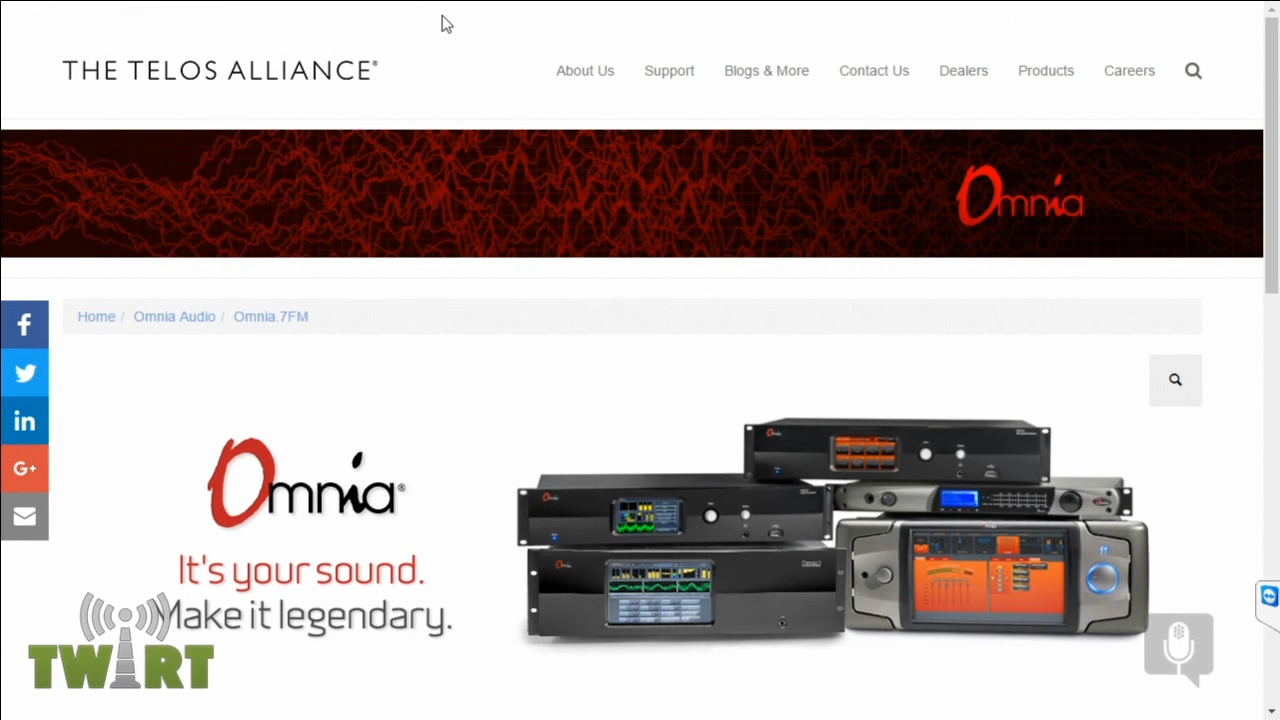 THE TELOS ALLIANCE®
About Us Support Blogs & More Contact Us Dealers Products Careers
Omnia
Home / Omnia Audio / Omnia.7FM
f
in
G+
Omnia®
It's your sound.
Make it legendary.
TWiRT